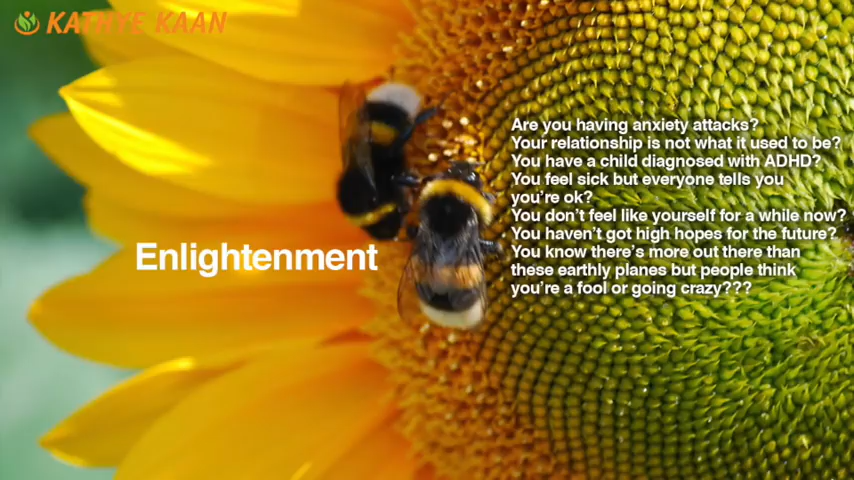 KATHYE KAAN
Enlightenment
Are you having anxiety attacks?
Your relationship is not what it used to be?
You have a child diagnosed with ADHD?
You feel sick but everyone tells you
you're ok?
You don't feel like yourself for a while now?
You haven't got high hopes for the future?
You know there's more out there than
these earthly planes but people think
you're a fool or going crazy???